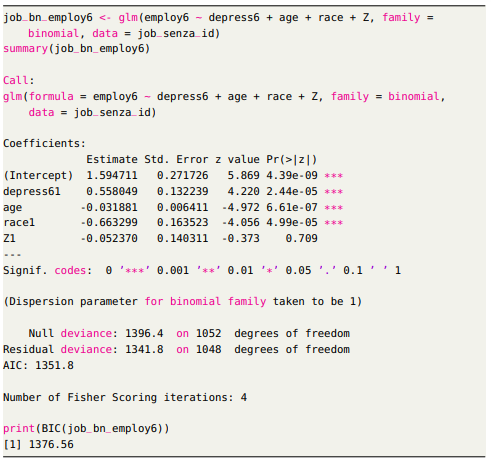 job_bn_employ6 <- glm(employ6 ~ depress6 + age + race + Z, family =
binomial, data = job_senza_id)
summary(job_bn_employ6)
Call:
glm(formula = employ6 ~ depress6 + age + race + Z, family = binomial,
data = job_senza_id)
Coefficients:
Estimate Std. Error z value Pr(>|z|)
(Intercept) 1.594711 0.271726 5.869 4.39e-09 ***
depress61 0.558049 0.132239 4.220 2.44e-05 ***
age -0.031881 0.006411 -4.972 6.61e-07 ***
race1 -0.663299 0.163523 -4.056 4.99e-05 ***
Z1 -0.052370 0.140311 -0.373 0.709
---
Signif. codes: 0 '***' 0.001 '**' 0.01 '*' 0.05 '.' 0.1 ' ' 1
(Dispersion parameter for binomial family taken to be 1)
Null deviance: 1396.4 on 1052 degrees of freedom
Residual deviance: 1341.8 on 1048 degrees of freedom
AIC: 1351.8
Number of Fisher Scoring iterations: 4
print(BIC(job_bn_employ6))
[1] 1376.56